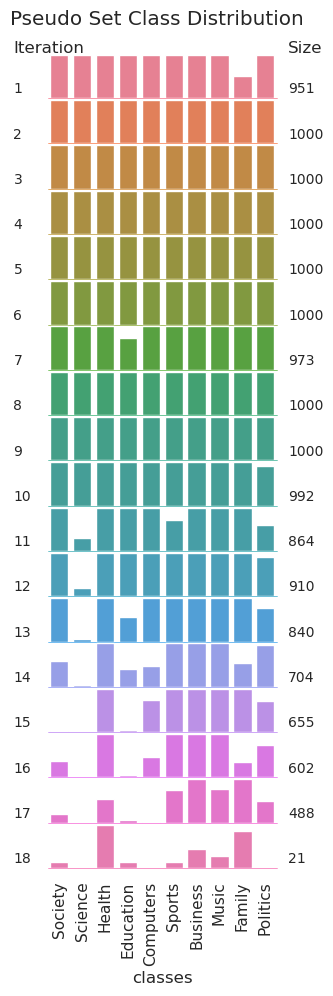 Pseudo Set Class Distribution
Iteration Size
1 951
2 1000
3 1000
4 1000
5 1000
6 1000
7 973
8 1000
9 1000
10 992
11 864
12 910
13 840
14 704
15 655
16 602
17 488
18 21
Society
Science
Health
Education
Computers
Sports
Business
Music
Family
Politics
classes